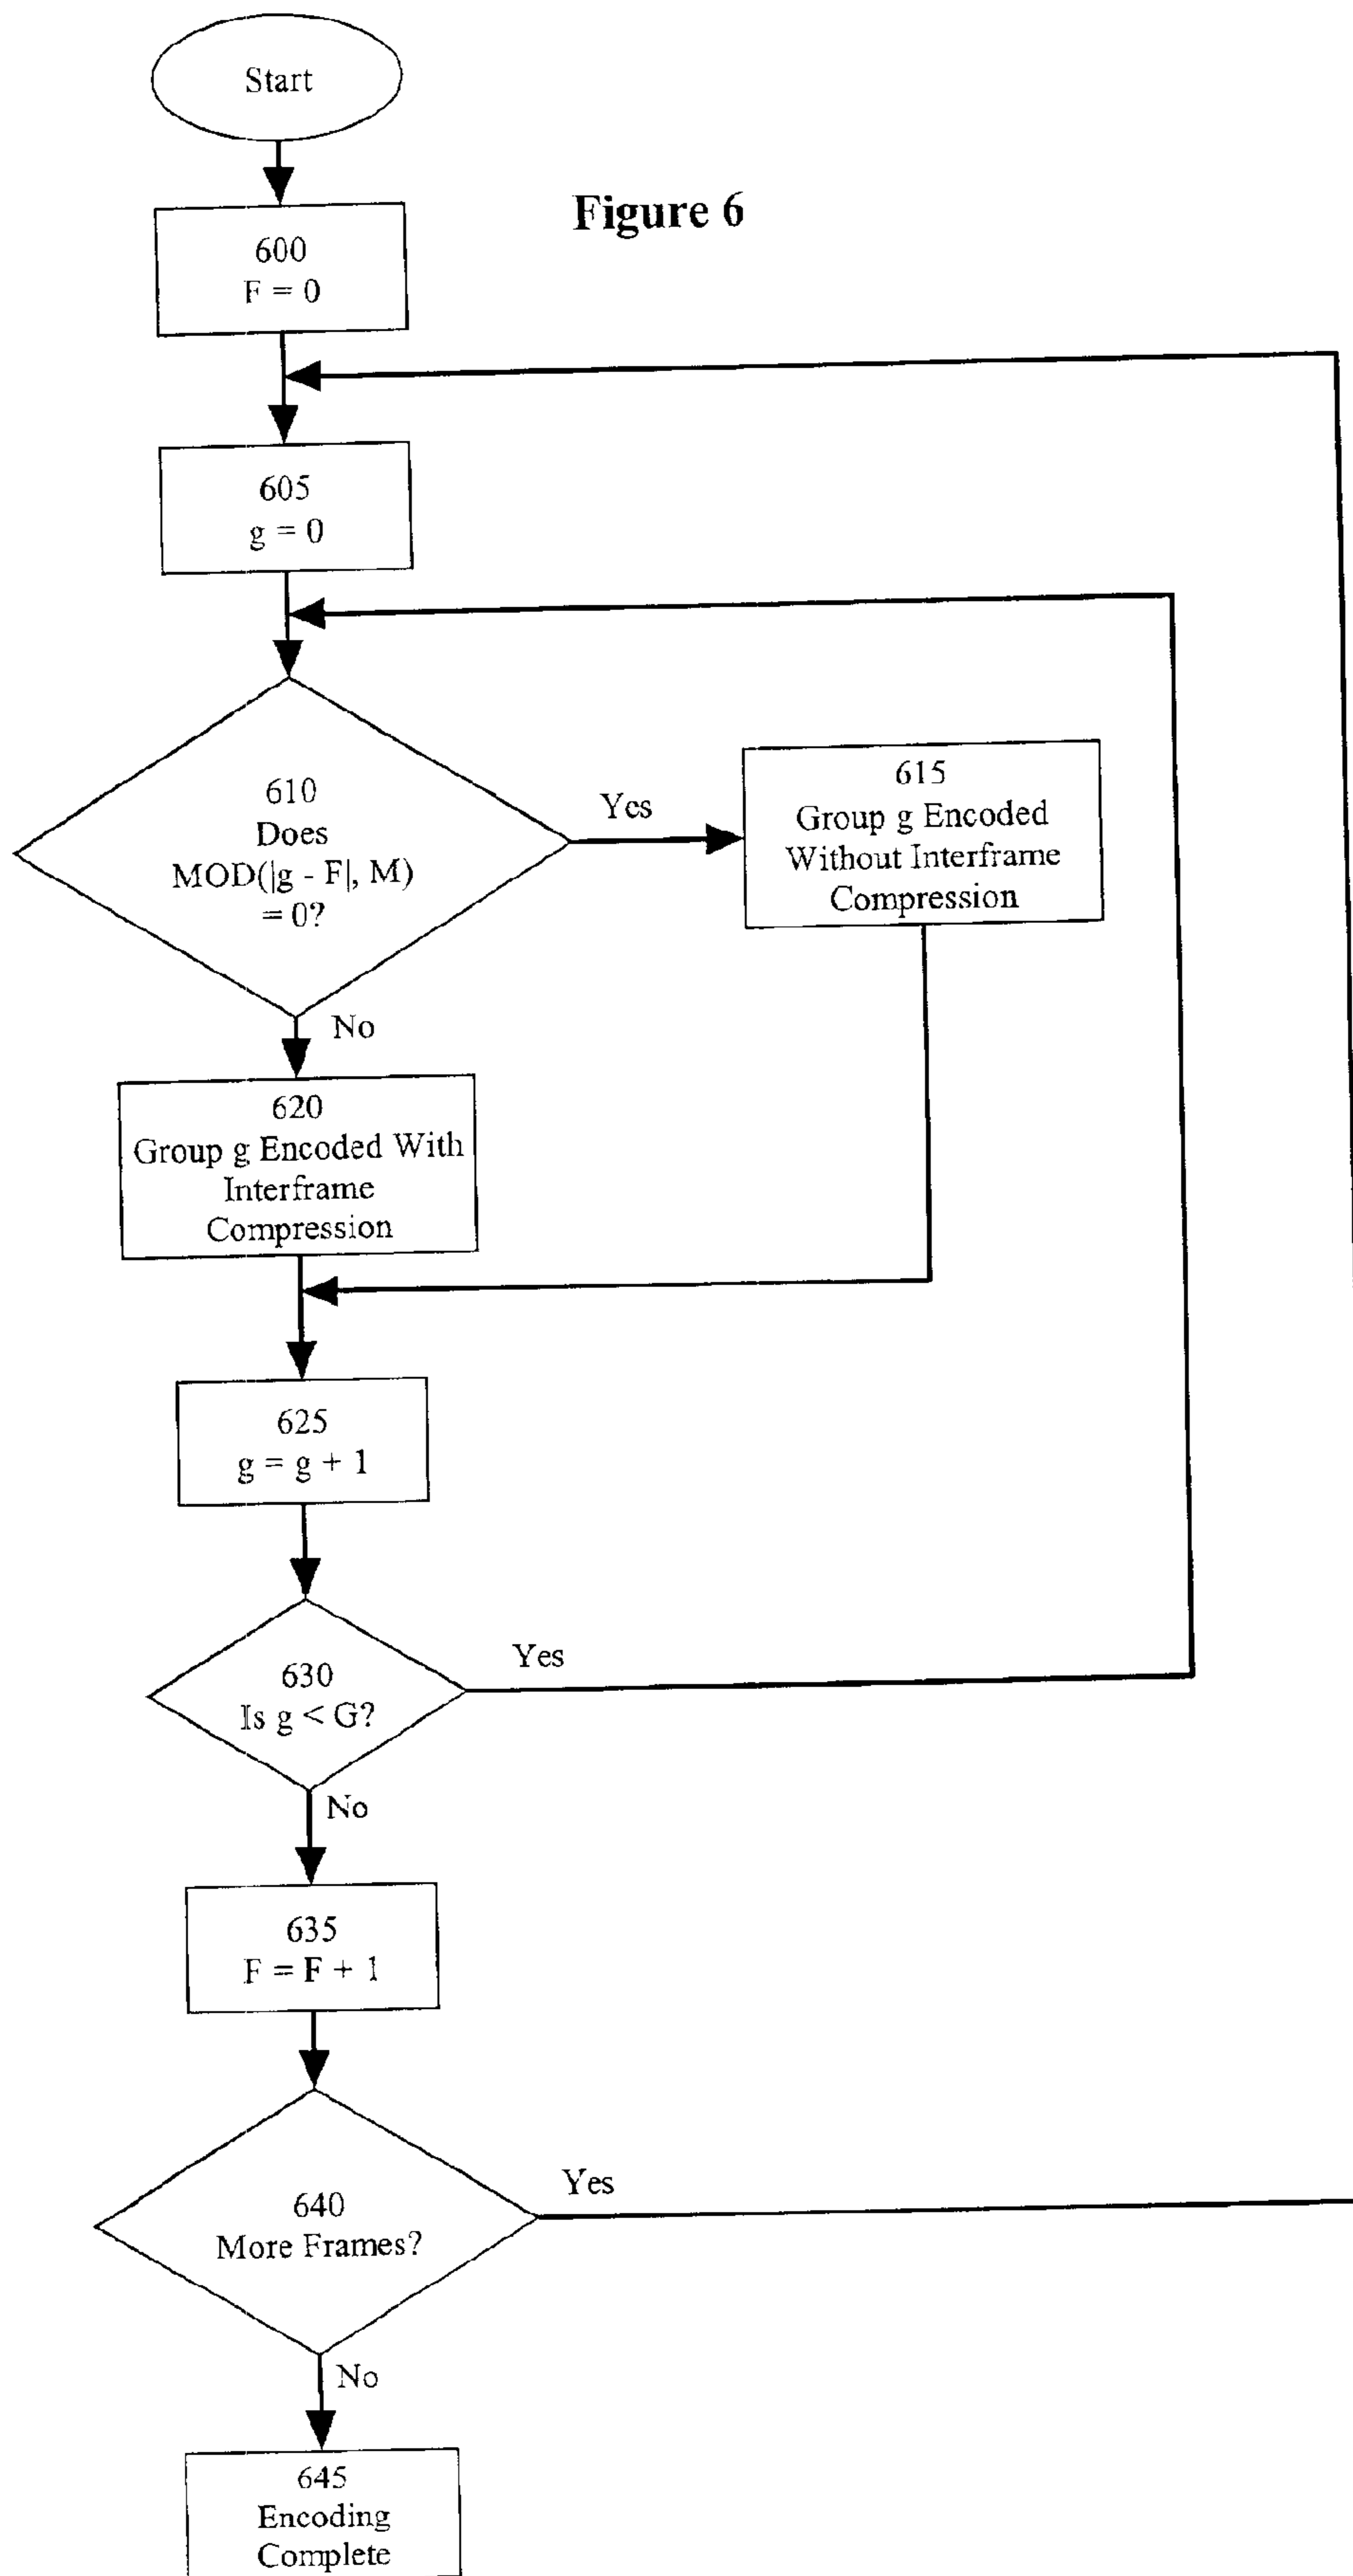 Start
Figure 6
600
F = 0
605
g = 0
610
Does
MOD(|g - F|, M)
= 0?
Yes
615
Group g Encoded
Without Interframe
Compression
No
620
Group g Encoded With
Interframe
Compression
625
g = g + 1
630
Is g < G?
Yes
No
635
F = F + 1
640
More Frames?
Yes
No
645
Encoding
Complete